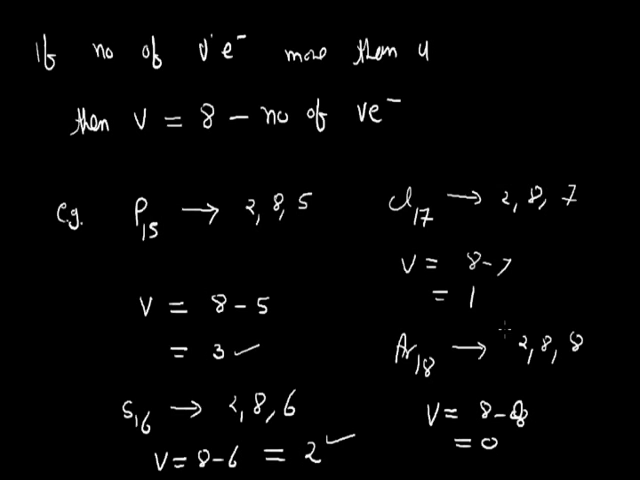 If no of ve⁻ more then 4
then V = 8 – no of ve⁻
e.g. P₁₅ → 2, 8, 5
V = 8 – 5
= 3 ✓
S₁₆ → 2, 8, 6
V = 8 – 6 = 2 ✓
Cl₁₇ → 2, 8, 7
V = 8 – 7
= 1
Ar₁₈ → 2, 8, 8
V = 8 – 8
= 0